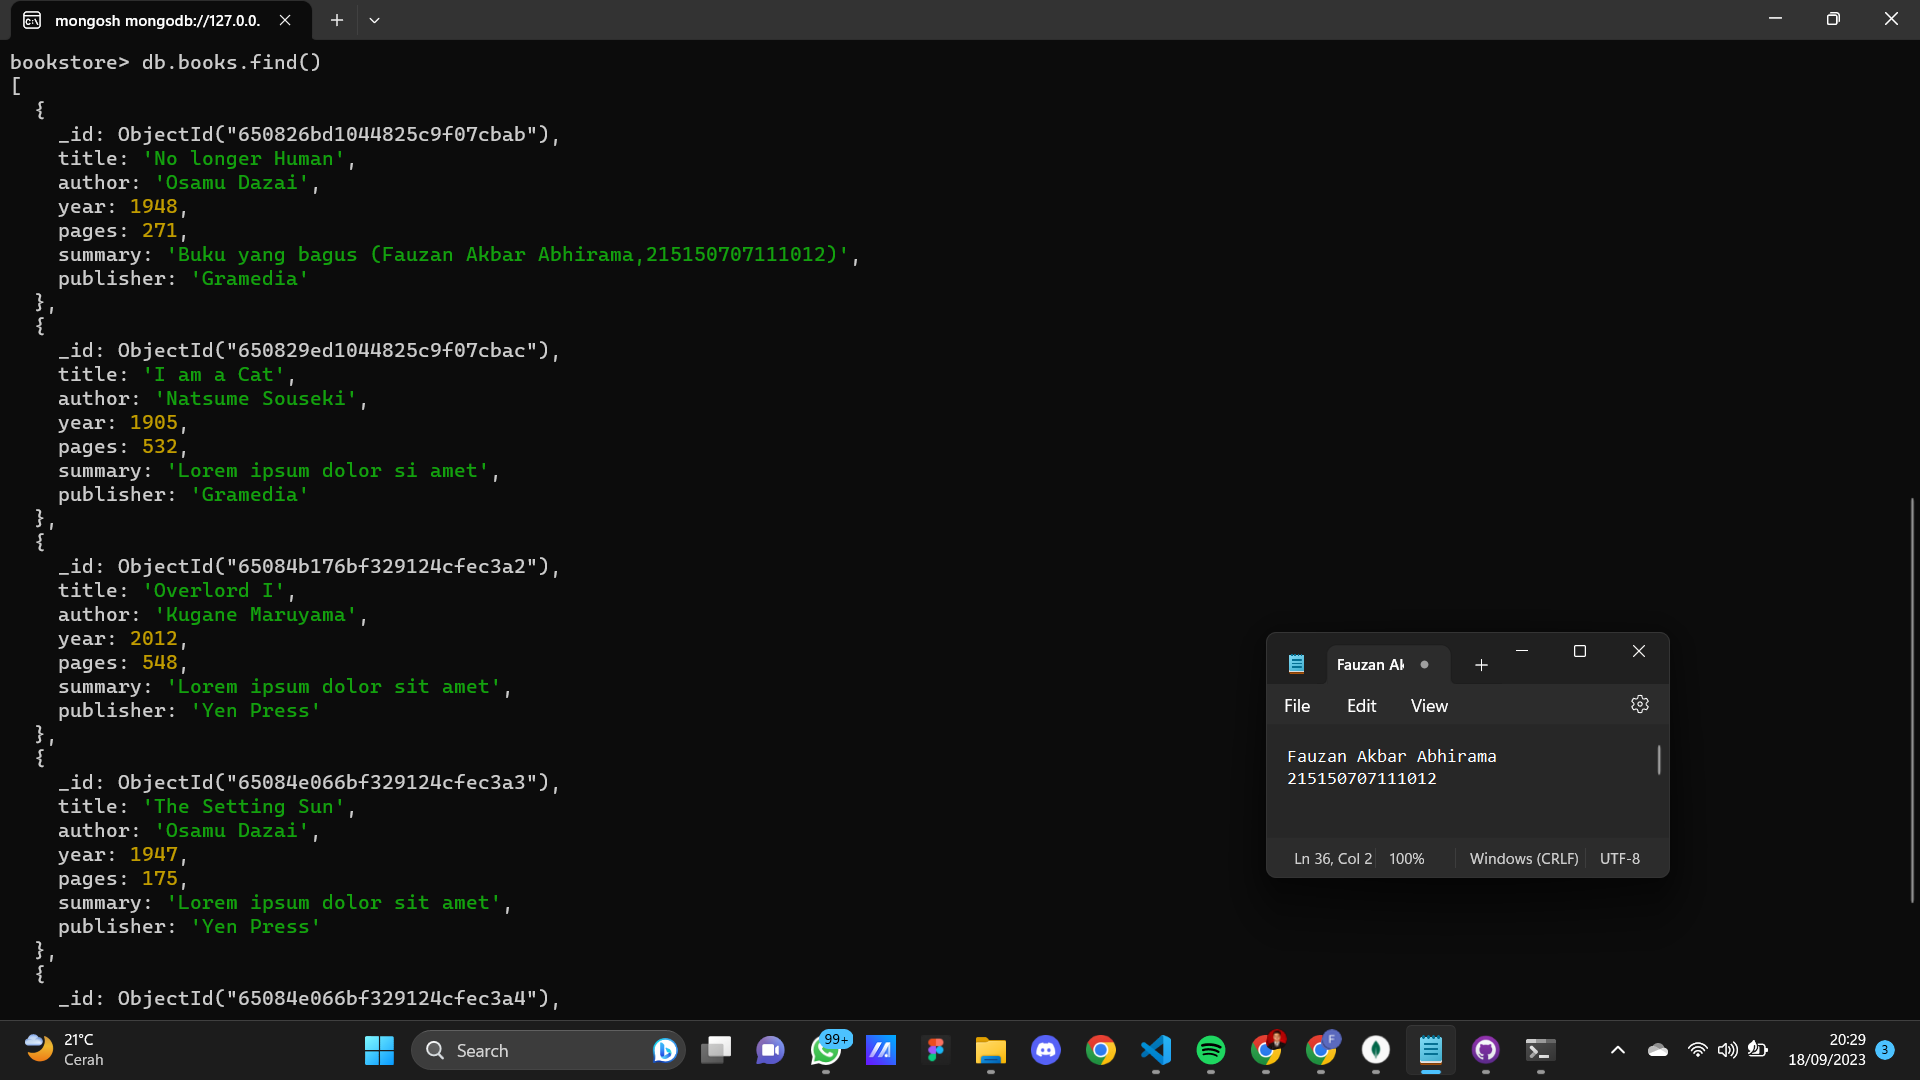 mongosh mongodb://127.0.0.
bookstore> db.books.find()
[
  {
    _id: ObjectId("650826bd1044825c9f07cbab"),
    title: 'No longer Human',
    author: 'Osamu Dazai',
    year: 1948,
    pages: 271,
    summary: 'Buku yang bagus (Fauzan Akbar Abhirama,215150707111012)',
    publisher: 'Gramedia'
  },
  {
    _id: ObjectId("650829ed1044825c9f07cbac"),
    title: 'I am a Cat',
    author: 'Natsume Souseki',
    year: 1905,
    pages: 532,
    summary: 'Lorem ipsum dolor si amet',
    publisher: 'Gramedia'
  },
  {
    _id: ObjectId("65084b176bf329124cfec3a2"),
    title: 'Overlord I',
    author: 'Kugane Maruyama',
    year: 2012,
    pages: 548,
    summary: 'Lorem ipsum dolor sit amet',
    publisher: 'Yen Press'
  },
  {
    _id: ObjectId("65084e066bf329124cfec3a3"),
    title: 'The Setting Sun',
    author: 'Osamu Dazai',
    year: 1947,
    pages: 175,
    summary: 'Lorem ipsum dolor sit amet',
    publisher: 'Yen Press'
  },
  {
    _id: ObjectId("65084e066bf329124cfec3a4"),
Fauzan Ak
File Edit View
Fauzan Akbar Abhirama
215150707111012
Ln 36, Col 2 100% Windows (CRLF) UTF-8
21°C
Cerah
Search
99+
F
20:29
18/09/2023
3